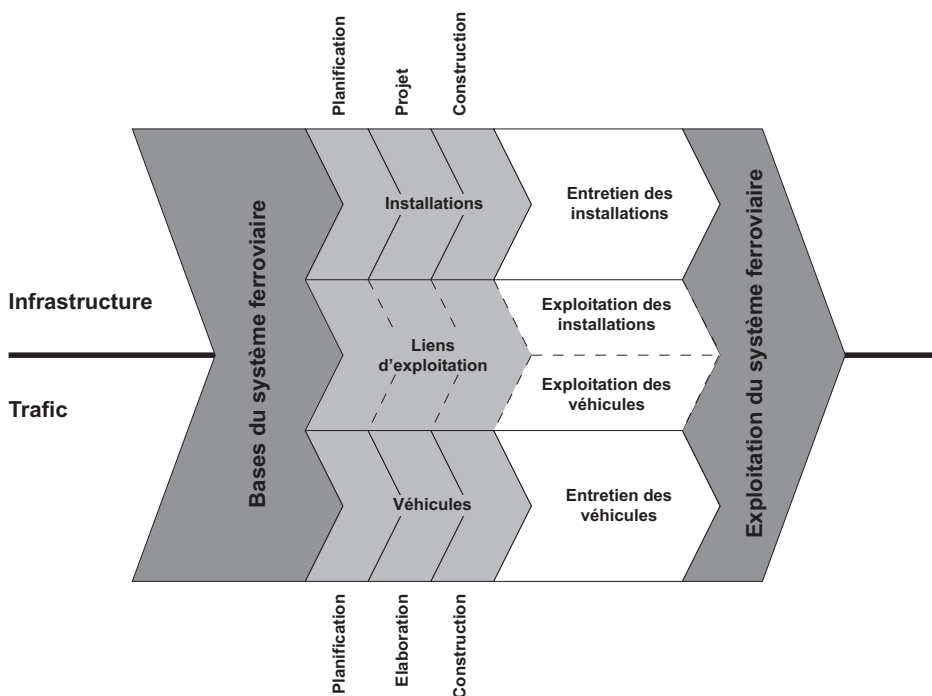 Planification
Projet
Construction
Infrastructure
Trafic
Bases du système ferroviaire
Installations
Liens
d’exploitation
Véhicules
Entretien des
installations
Exploitation des
installations
Exploitation des
véhicules
Entretien des
véhicules
Exploitation du système ferroviaire
Planification
Elaboration
Construction